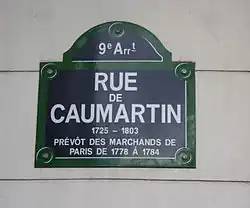 9e Arrt
RUE
DE
CAUMARTIN
1725 - 1803
PRÉVÔT DES MARCHANDS DE
PARIS DE 1778 À 1784